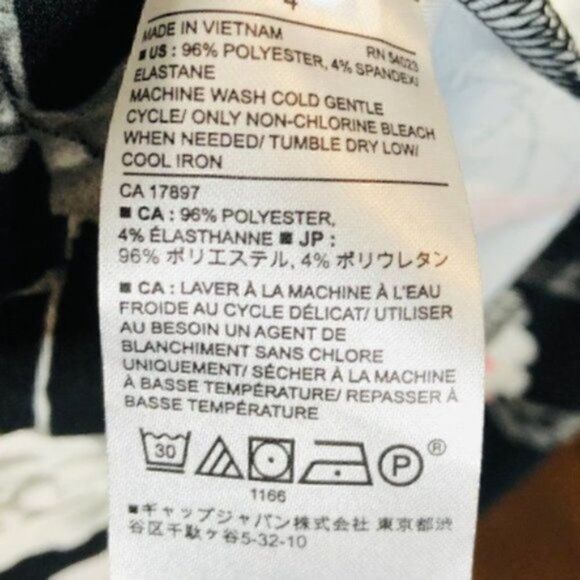 4
MADE IN VIETNAM RN 54023
■ US : 96% POLYESTER, 4% SPANDEX/
ELASTANE
MACHINE WASH COLD GENTLE
CYCLE/ ONLY NON-CHLORINE BLEACH
WHEN NEEDED/ TUMBLE DRY LOW/
COOL IRON
CA 17897
■ CA : 96% POLYESTER,
4% ÉLASTHANNE ■ JP :
96% ポリエステル, 4% ポリウレタン
■ CA : LAVER À LA MACHINE À L'EAU
FROIDE AU CYCLE DÉLICAT/ UTILISER
AU BESOIN UN AGENT DE
BLANCHIMENT SANS CHLORE
UNIQUEMENT/ SÉCHER À LA MACHINE
À BASSE TEMPÉRATURE/ REPASSER À
BASSE TEMPÉRATURE
30 P ®
1166
■ギャップジャパン株式会社 東京都渋
谷区千駄ヶ谷5-32-10